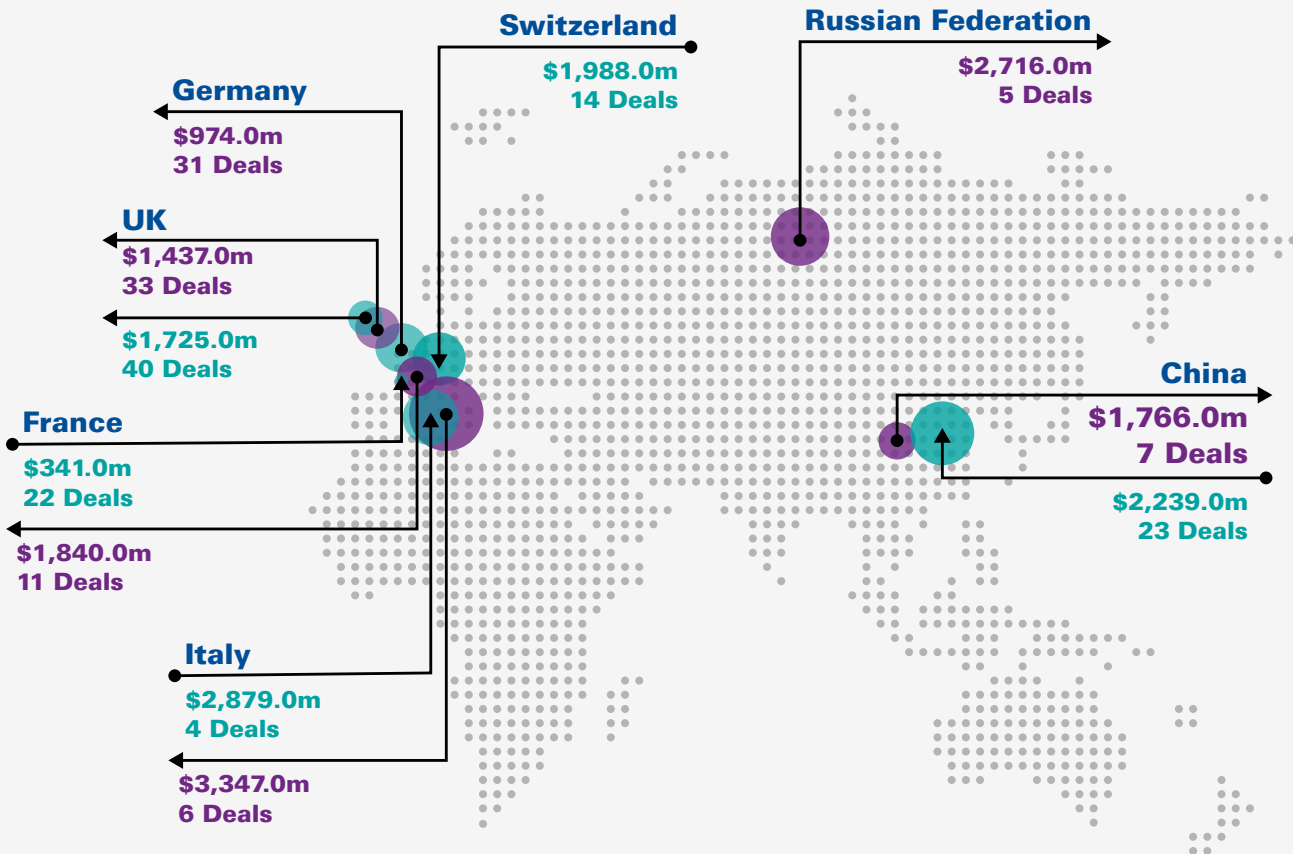 Switzerland
$1,988.0m
14 Deals
Russian Federation
$2,716.0m
5 Deals
Germany
$974.0m
31 Deals
UK
$1,437.0m
33 Deals
$1,725.0m
40 Deals
China
$1,766.0m
7 Deals
$2,239.0m
23 Deals
France
$341.0m
22 Deals
$1,840.0m
11 Deals
Italy
$2,879.0m
4 Deals
$3,347.0m
6 Deals